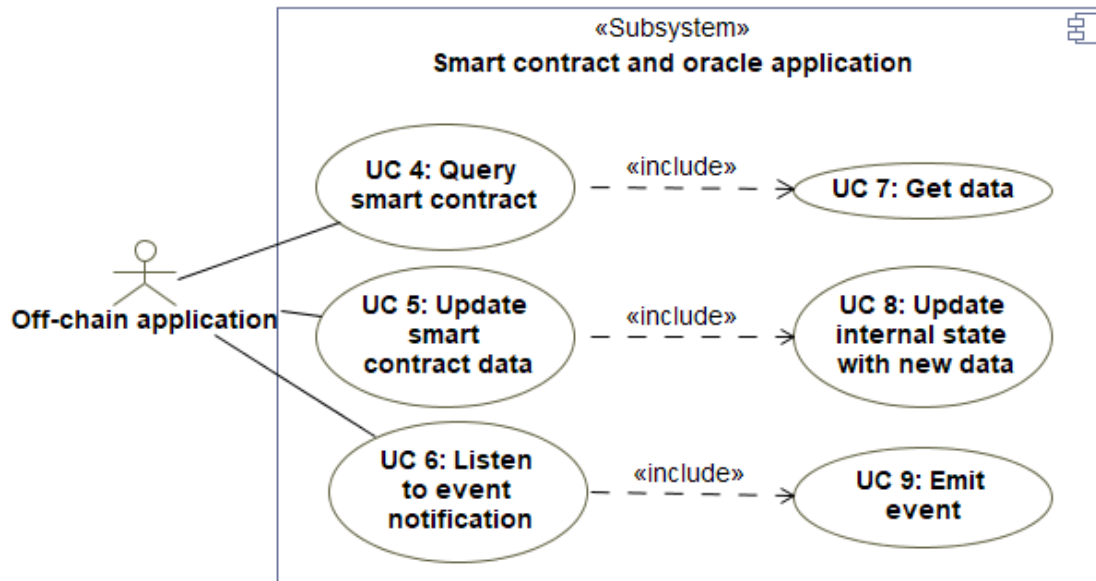 «Subsystem»
Smart contract and oracle application
UC 4: Query
smart contract
«include»
UC 7: Get data
Off-chain application
UC 5: Update
smart
contract data
«include»
UC 8: Update
internal state
with new data
UC 6: Listen
to event
notification
«include»
UC 9: Emit
event